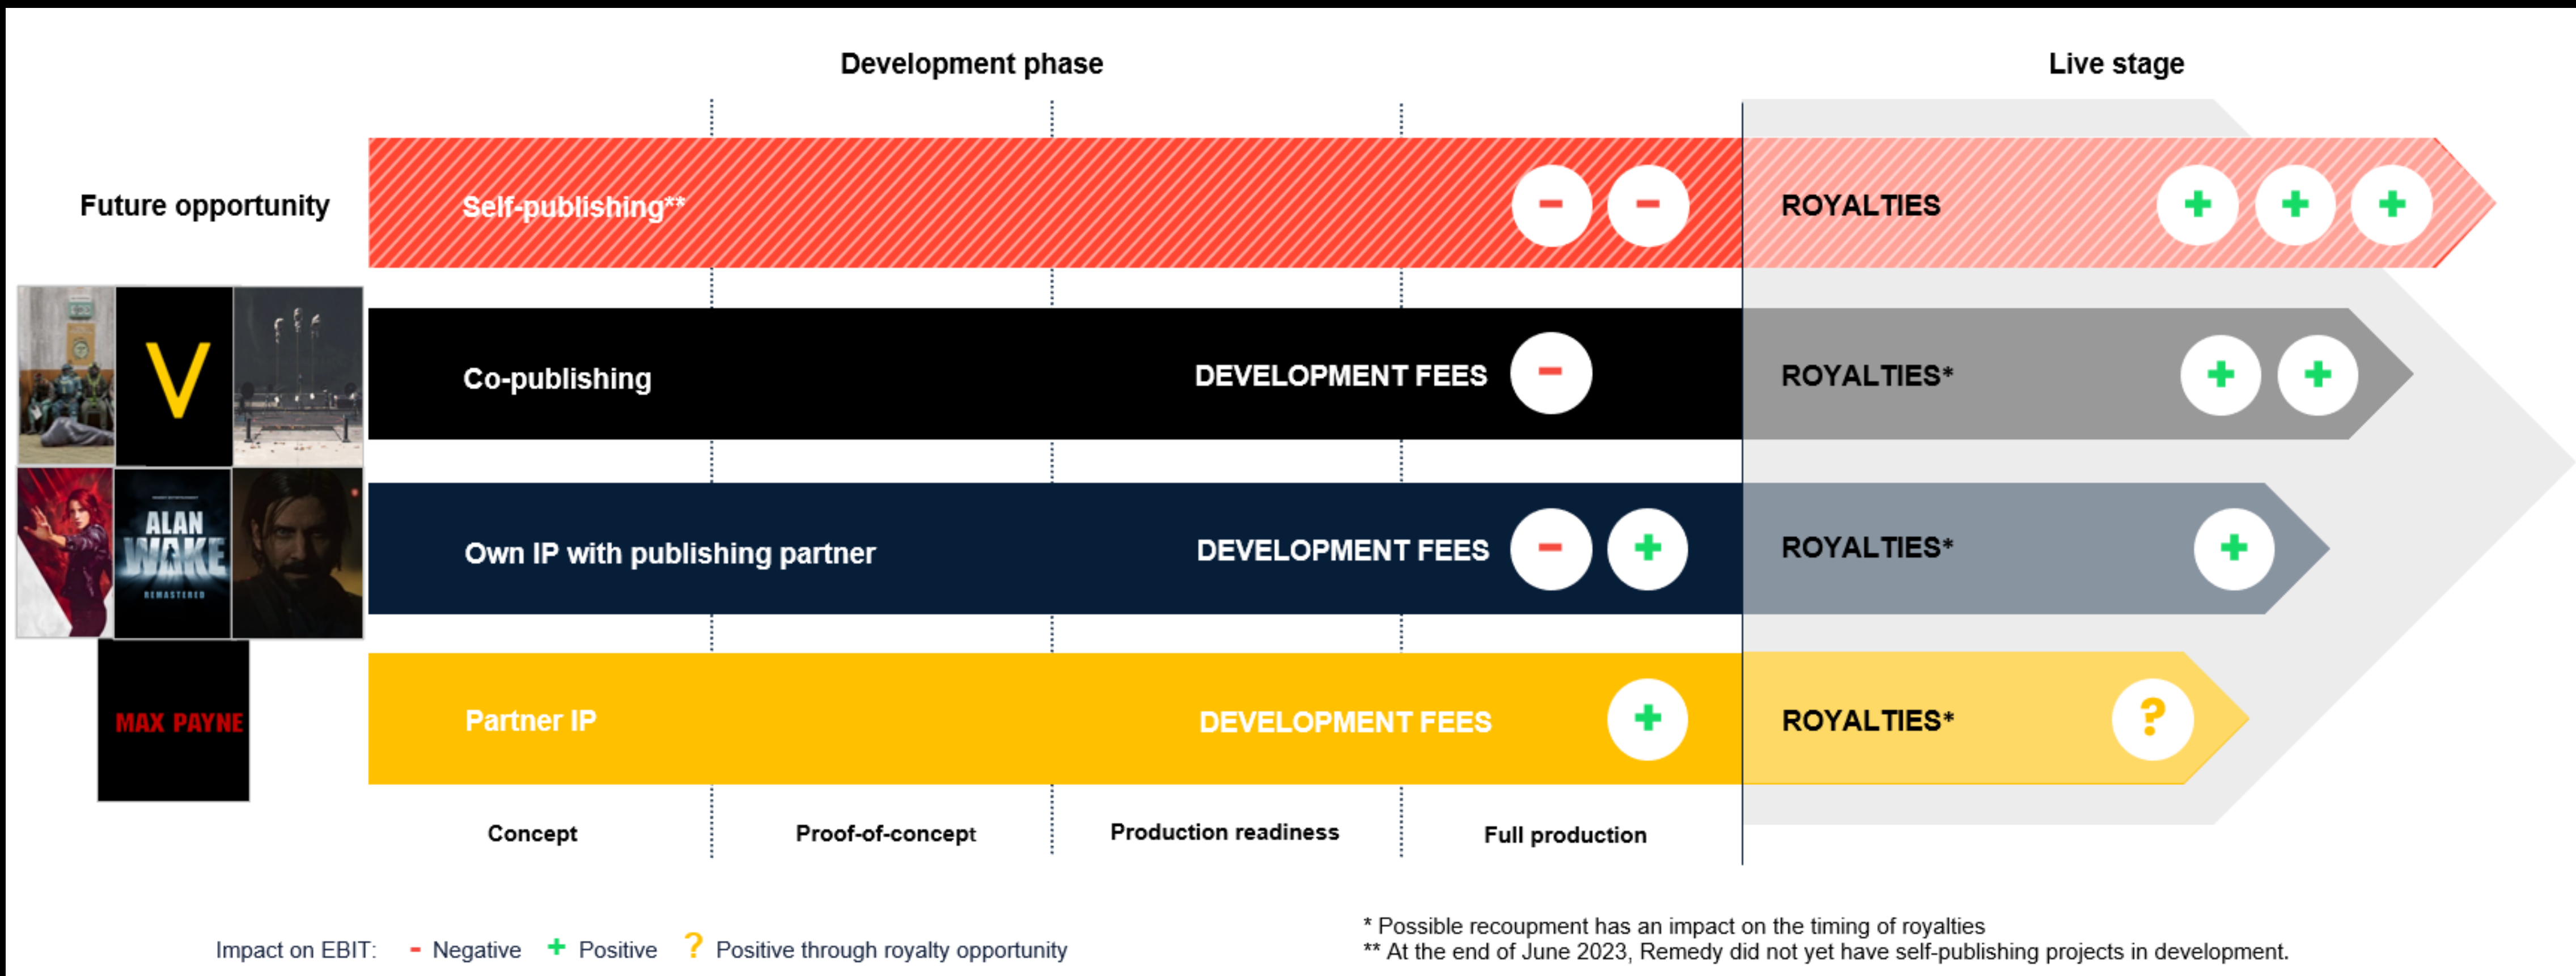 Development phase
Live stage
Future opportunity
Self-publishing**
ROYALTIES
V
Co-publishing
DEVELOPMENT FEES
ROYALTIES*
ALAN
WAKE
REMASTERED
Own IP with publishing partner
DEVELOPMENT FEES
ROYALTIES*
MAX PAYNE
Partner IP
DEVELOPMENT FEES
ROYALTIES*
?
Concept
Proof-of-concept
Production readiness
Full production
Impact on EBIT: - Negative + Positive ? Positive through royalty opportunity
* Possible recoupment has an impact on the timing of royalties
** At the end of June 2023, Remedy did not yet have self-publishing projects in development.